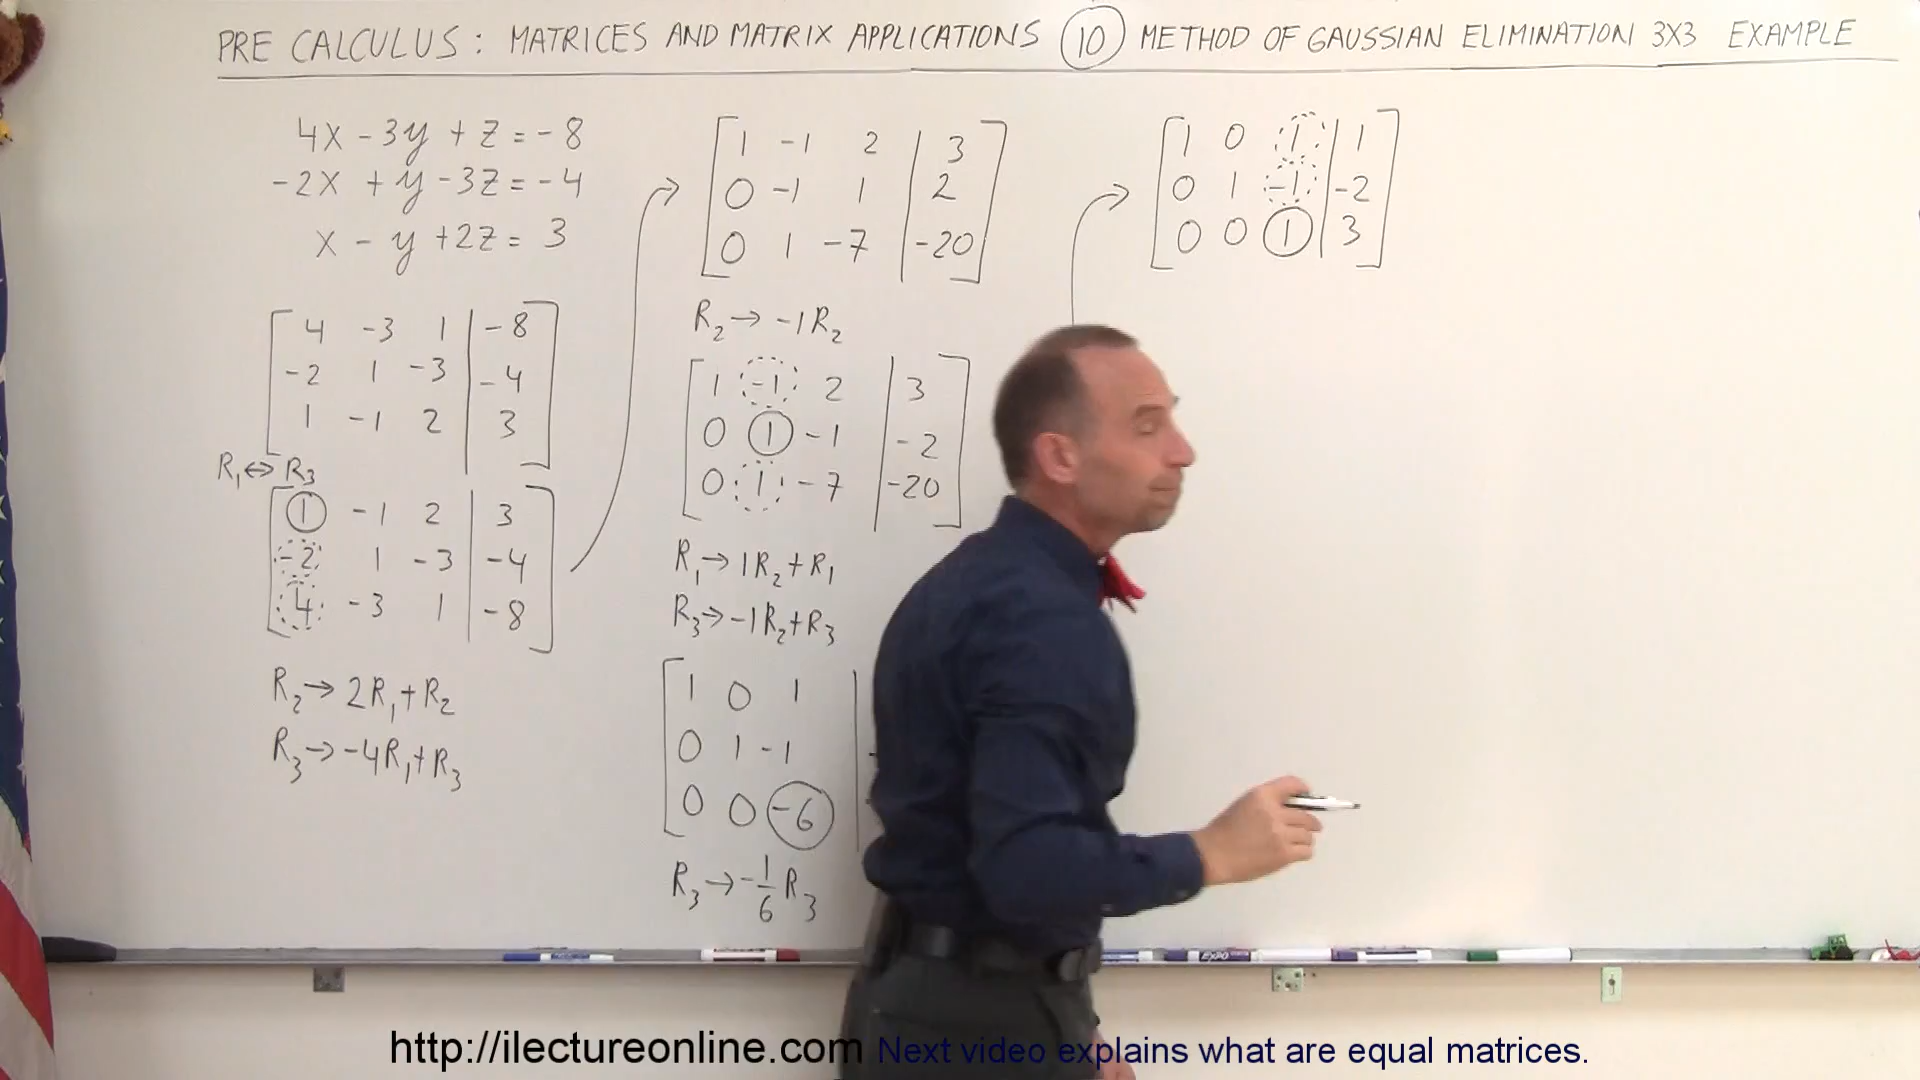 PRE CALCULUS: MATRICES AND MATRIX APPLICATIONS (10) METHOD OF GAUSSIAN ELIMINATION 3X3 EXAMPLE
4x - 3y + z = -8
-2x + y - 3z = -4
x - y + 2z = 3
4 -3 1 | -8
-2 1 -3 | -4
1 -1 2 | 3
R₁ ↔ R₃
1 -1 2 | 3
-2 1 -3 | -4
4 -3 1 | -8
R₂ → 2R₁ + R₂
R₃ → -4R₁ + R₃
1 -1 2 | 3
0 -1 1 | 2
0 1 -7 | -20
R₂ → -1R₂
1 -1 2 | 3
0 1 -1 | -2
0 1 -7 | -20
R₁ → 1R₂ + R₁
R₃ → -1R₂ + R₃
1 0 1
0 1 -1
0 0 -6
R₃ → -1/6 R₃
1 0 1 | 1
0 1 -1 | -2
0 0 1 | 3
EXPO
http://ilectureonline.com Next video explains what are equal matrices.